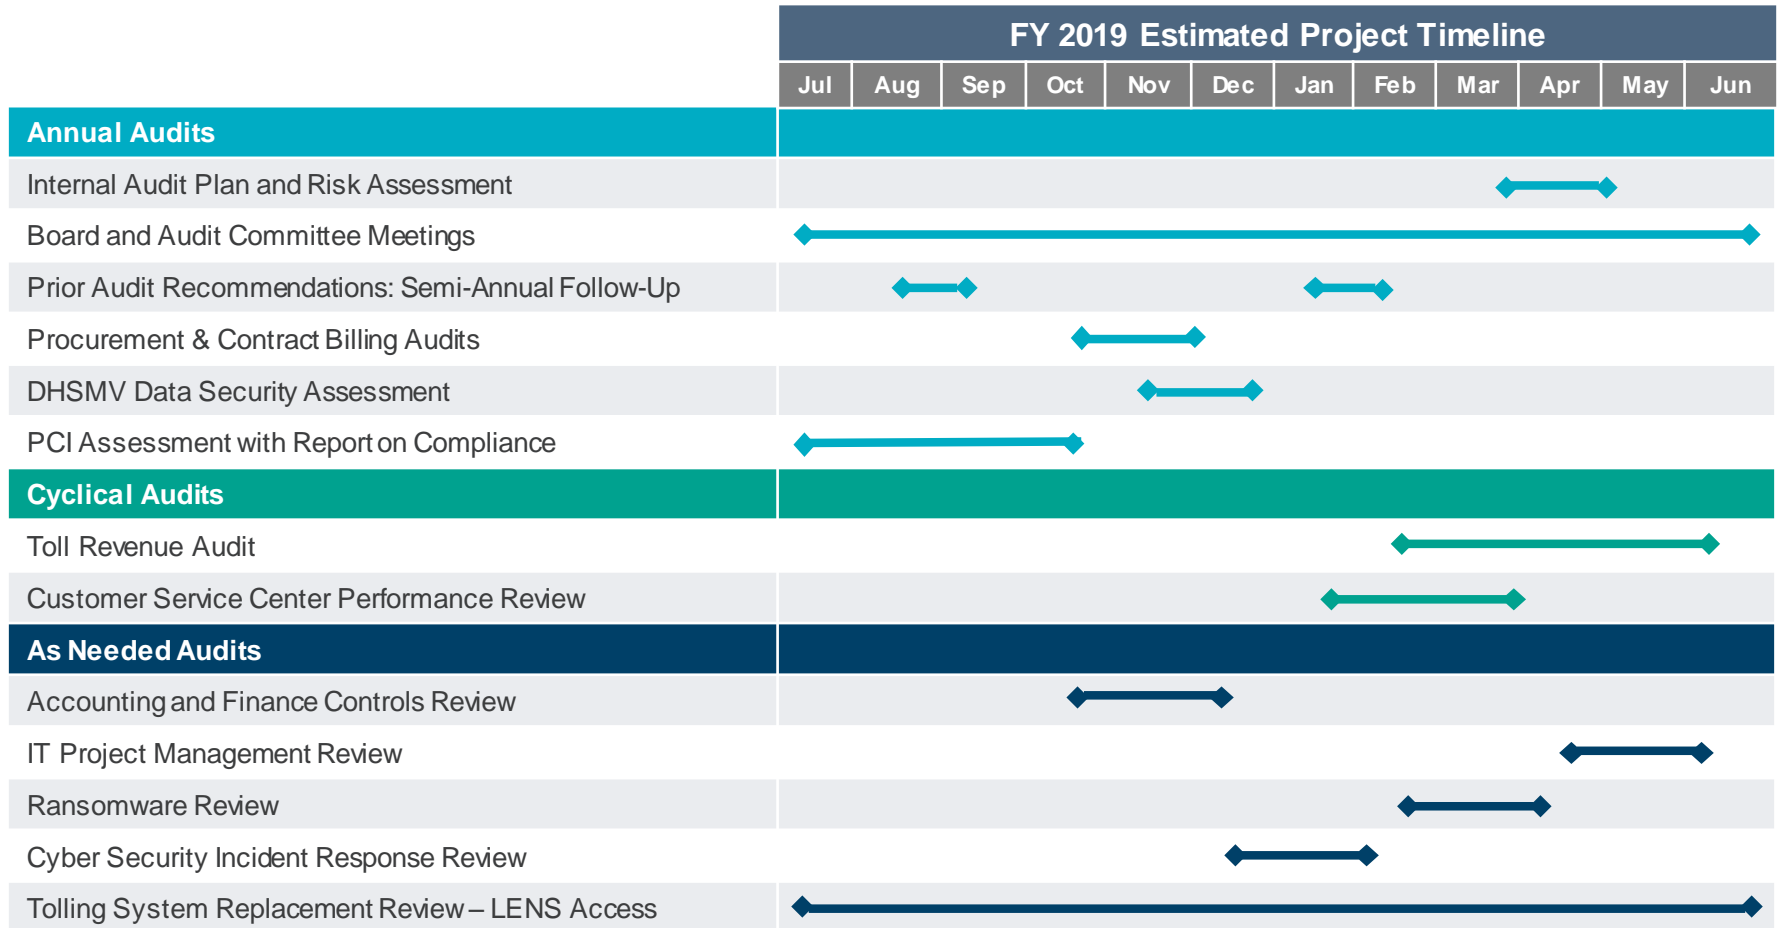 FY 2019 Estimated Project Timeline
Jul Aug Sep Oct Nov Dec Jan Feb Mar Apr May Jun
Annual Audits
Internal Audit Plan and Risk Assessment
Board and Audit Committee Meetings
Prior Audit Recommendations: Semi-Annual Follow-Up
Procurement & Contract Billing Audits
DHSMV Data Security Assessment
PCI Assessment with Report on Compliance
Cyclical Audits
Toll Revenue Audit
Customer Service Center Performance Review
As Needed Audits
Accounting and Finance Controls Review
IT Project Management Review
Ransomware Review
Cyber Security Incident Response Review
Tolling System Replacement Review – LENS Access